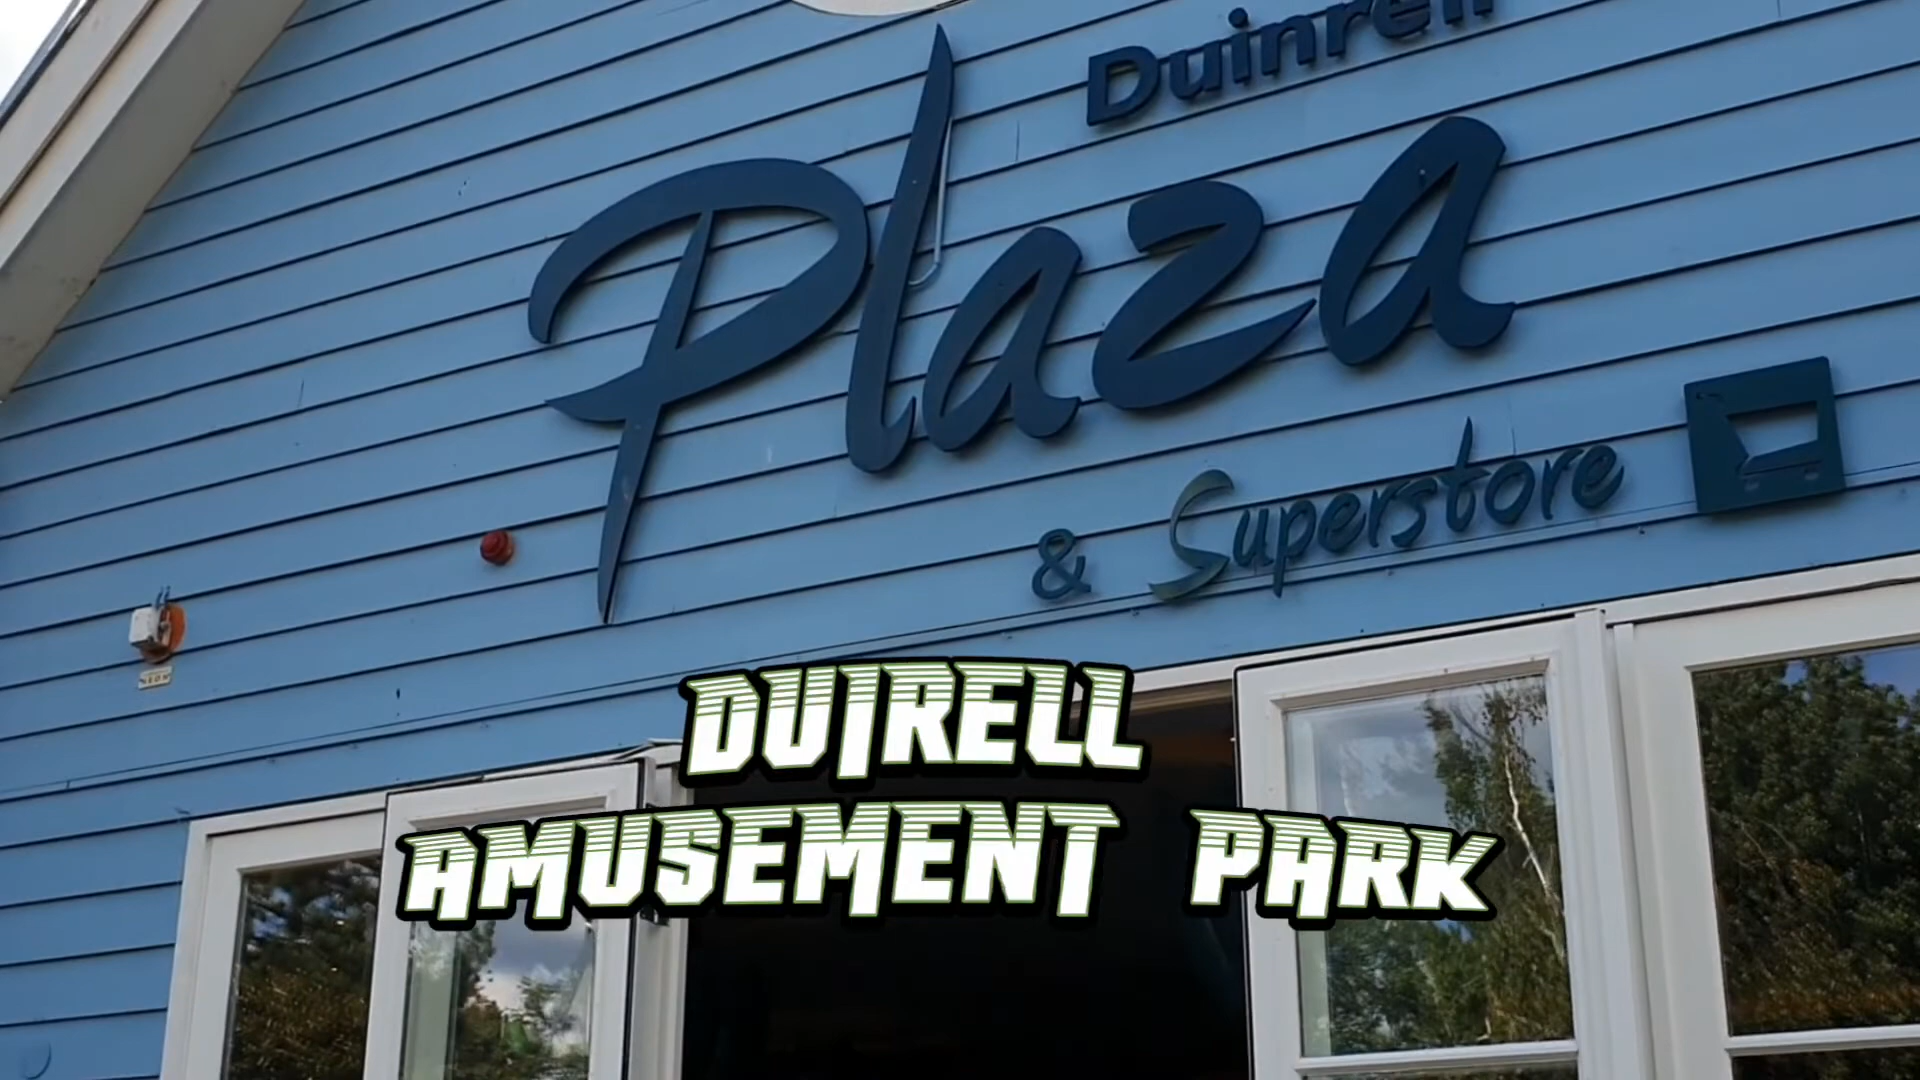 Duinrell
Plaza
& Superstore
DUIRELL
AMUSEMENT PARK